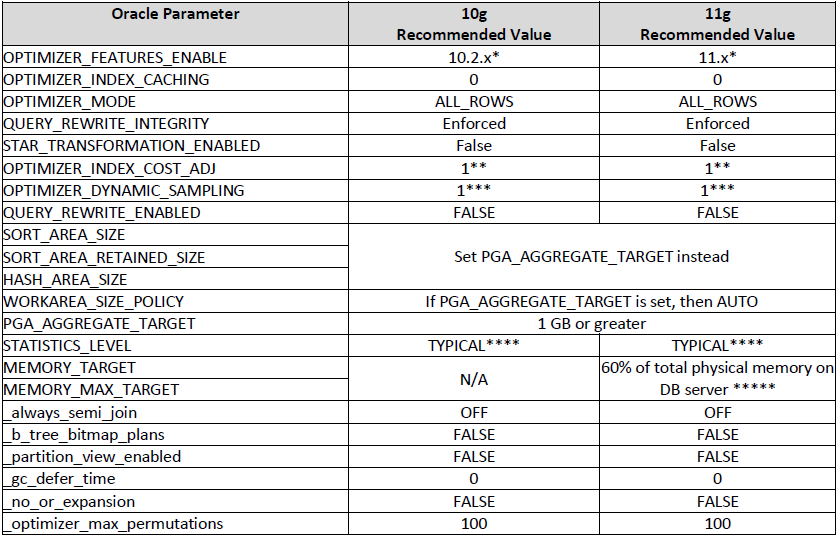 Oracle Parameter 10g Recommended Value 11g Recommended Value
OPTIMIZER_FEATURES_ENABLE 10.2.x* 11.x*
OPTIMIZER_INDEX_CACHING 0 0
OPTIMIZER_MODE ALL_ROWS ALL_ROWS
QUERY_REWRITE_INTEGRITY Enforced Enforced
STAR_TRANSFORMATION_ENABLED False False
OPTIMIZER_INDEX_COST_ADJ 1** 1**
OPTIMIZER_DYNAMIC_SAMPLING 1*** 1***
QUERY_REWRITE_ENABLED FALSE FALSE
SORT_AREA_SIZE
SORT_AREA_RETAINED_SIZE Set PGA_AGGREGATE_TARGET instead
HASH_AREA_SIZE
WORKAREA_SIZE_POLICY If PGA_AGGREGATE_TARGET is set, then AUTO
PGA_AGGREGATE_TARGET 1 GB or greater
STATISTICS_LEVEL TYPICAL**** TYPICAL****
MEMORY_TARGET N/A 60% of total physical memory on
MEMORY_MAX_TARGET DB server *****
_always_semi_join OFF OFF
_b_tree_bitmap_plans FALSE FALSE
_partition_view_enabled FALSE FALSE
_gc_defer_time 0 0
_no_or_expansion FALSE FALSE
_optimizer_max_permutations 100 100